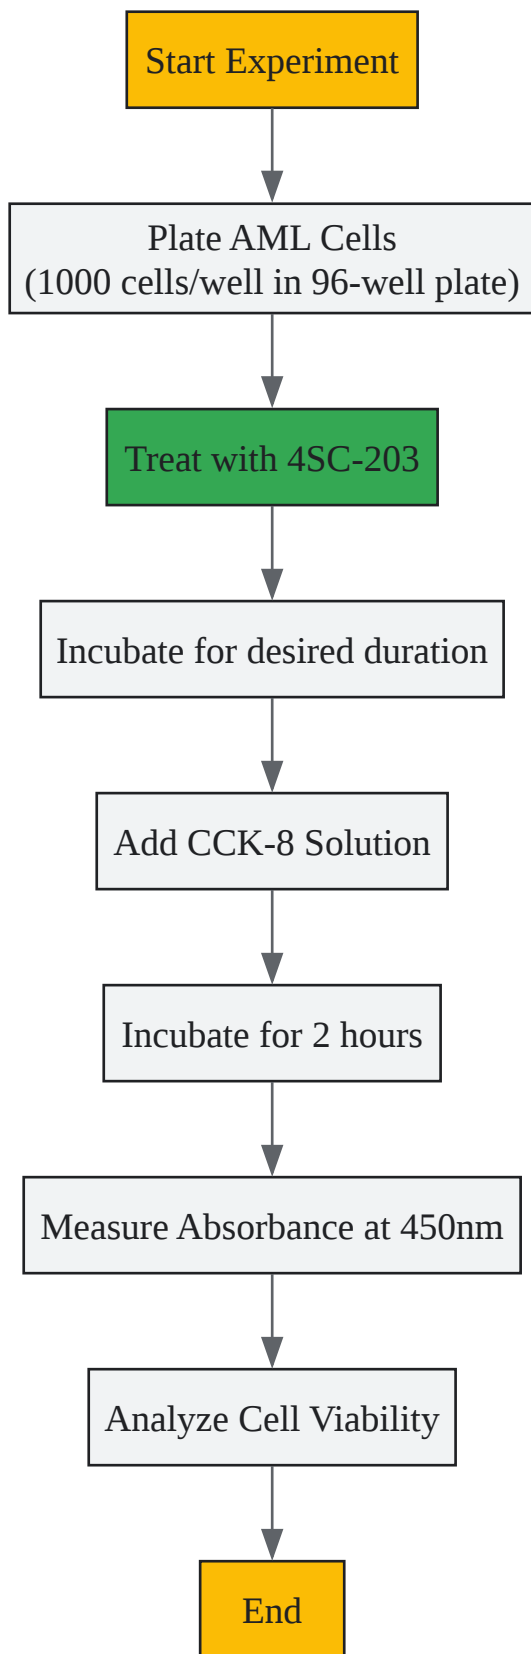 Start Experiment
Plate AML Cells
(1000 cells/well in 96-well plate)
Treat with 4SC-203
Incubate for desired duration
Add CCK-8 Solution
Incubate for 2 hours
Measure Absorbance at 450nm
Analyze Cell Viability
End